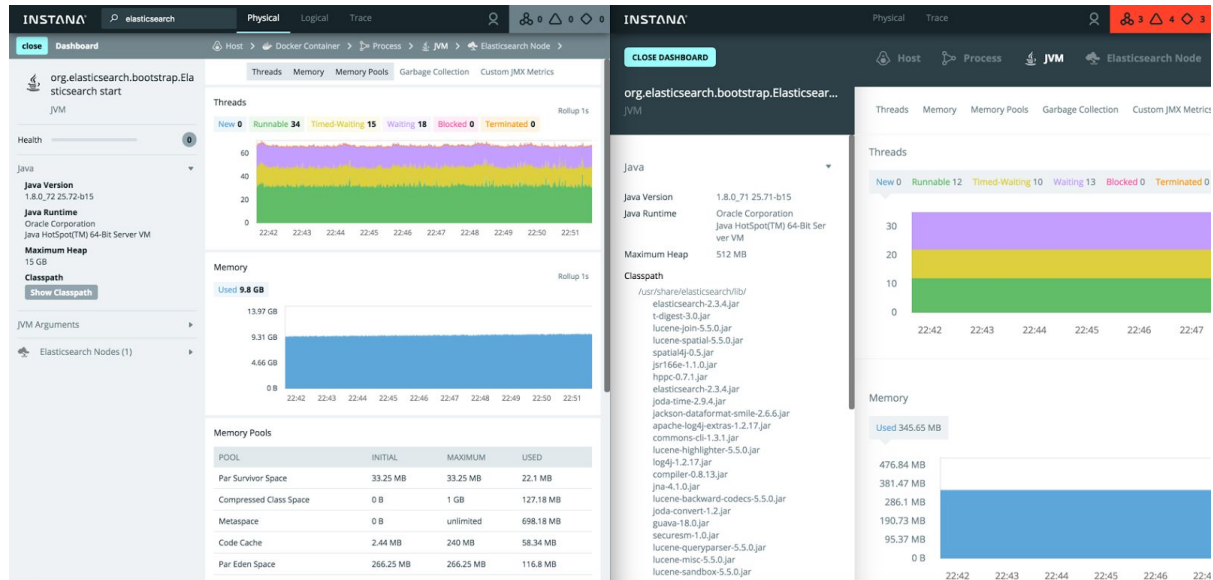 INSTANA
elasticsearch
Physical Logical Trace
0 0 0
close Dashboard
Host > Docker Container > Process > JVM > Elasticsearch Node >
org.elasticsearch.bootstrap.Ela
sticsearch start
JVM
Health 0
Java
Java Version
1.8.0_72 25.72-b15
Java Runtime
Oracle Corporation
Java HotSpot(TM) 64-Bit Server VM
Maximum Heap
15 GB
Classpath
Show Classpath
JVM Arguments
Elasticsearch Nodes (1)
Threads Memory Memory Pools Garbage Collection Custom JMX Metrics
Threads
Rollup 1s
New 0 Runnable 34 Timed-Waiting 15 Waiting 18 Blocked 0 Terminated 0
60
40
20
0
22:42 22:43 22:44 22:45 22:46 22:47 22:48 22:49 22:50 22:51
Memory
Rollup 1s
Used 9.8 GB
13.97 GB
9.31 GB
4.66 GB
0 B
22:42 22:43 22:44 22:45 22:46 22:47 22:48 22:49 22:50 22:51
Memory Pools
POOL INITIAL MAXIMUM USED
Par Survivor Space 33.25 MB 33.25 MB 22.1 MB
Compressed Class Space 0 B 1 GB 127.18 MB
Metaspace 0 B unlimited 698.18 MB
Code Cache 2.44 MB 240 MB 58.34 MB
Par Eden Space 266.25 MB 266.25 MB 116.8 MB
INSTANA
Physical Trace
3 4 3
CLOSE DASHBOARD
Host Process JVM Elasticsearch Node
org.elasticsearch.bootstrap.Elasticsear...
JVM
Java
Java Version 1.8.0_71 25.71-b15
Java Runtime Oracle Corporation
Java HotSpot(TM) 64-Bit Ser
ver VM
Maximum Heap 512 MB
Classpath
/usr/share/elasticsearch/lib/
elasticsearch-2.3.4.jar
t-digest-3.0.jar
lucene-join-5.5.0.jar
lucene-spatial-5.5.0.jar
spatial4j-0.5.jar
jsr166e-1.1.0.jar
hppc-0.7.1.jar
elasticsearch-2.3.4.jar
joda-time-2.9.4.jar
jackson-dataformat-smile-2.6.6.jar
apache-log4j-extras-1.2.17.jar
commons-cli-1.3.1.jar
lucene-highlighter-5.5.0.jar
log4j-1.2.17.jar
compiler-0.8.13.jar
jna-4.1.0.jar
lucene-backward-codecs-5.5.0.jar
joda-convert-1.2.jar
guava-18.0.jar
securesm-1.0.jar
lucene-queryparser-5.5.0.jar
lucene-misc-5.5.0.jar
lucene-sandbox-5.5.0.jar
Threads Memory Memory Pools Garbage Collection Custom JMX Metrics
Threads
New 0 Runnable 12 Timed-Waiting 10 Waiting 13 Blocked 0 Terminated 0
30
20
10
0
22:42 22:43 22:44 22:45 22:46 22:47
Memory
Used 345.65 MB
476.84 MB
381.47 MB
286.1 MB
190.73 MB
95.37 MB
0 B
22:42 22:43 22:44 22:45 22:46 22:4